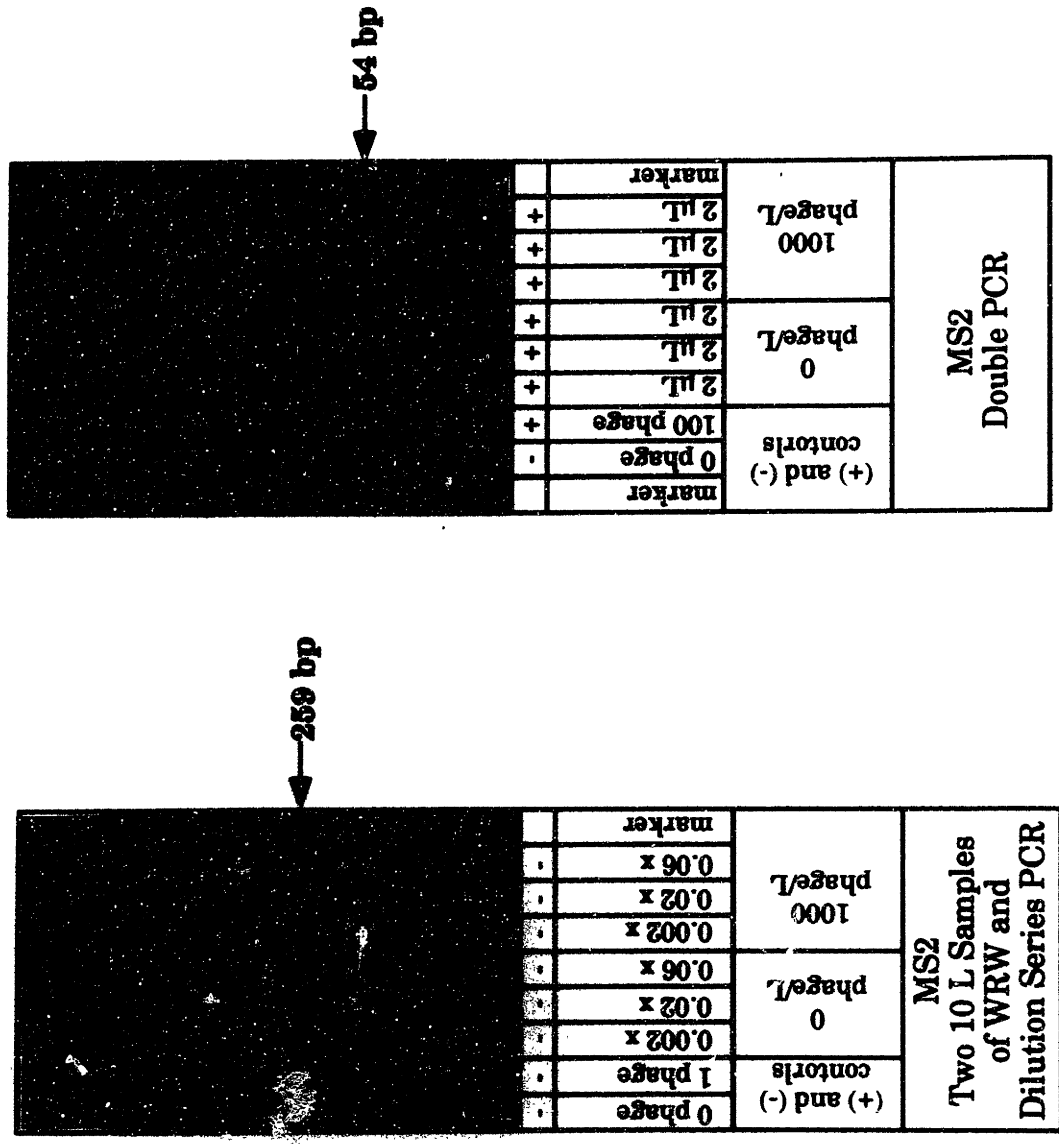 259 bp
- - - - - - - -
0 phage
1 phage
0.002 x
0.02 x
0.06 x
0.002 x
0.02 x
0.06 x
marker
(+) and (-)
contorls
0
phage/L
1000
phage/L
MS2
Two 10 L Samples
of WRW and
Dilution Series PCR
54 bp
- + + + + + + +
marker
0 phage
100 phage
2 µL
2 µL
2 µL
2 µL
2 µL
2 µL
marker
(+) and (-)
contorls
0
phage/L
1000
phage/L
MS2
Double PCR